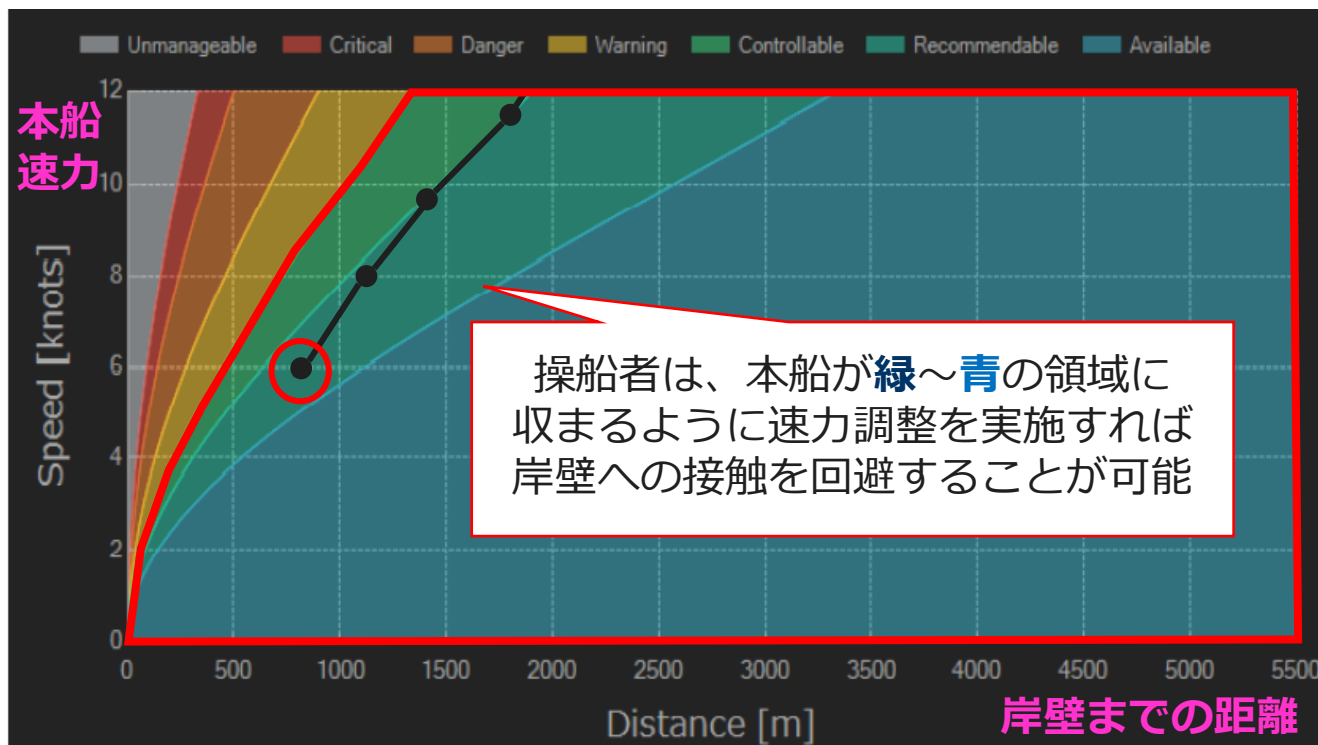 Unmanageable Critical Danger Warning Controllable Recommendable Available
本船
速力
12
10
8
6
4
2
0
Speed [knots]
操船者は、本船が緑～青の領域に
収まるように速力調整を実施すれば
岸壁への接触を回避することが可能
0 500 1000 1500 2000 2500 3000 3500 4000 4500 5000 5500
Distance [m]
岸壁までの距離